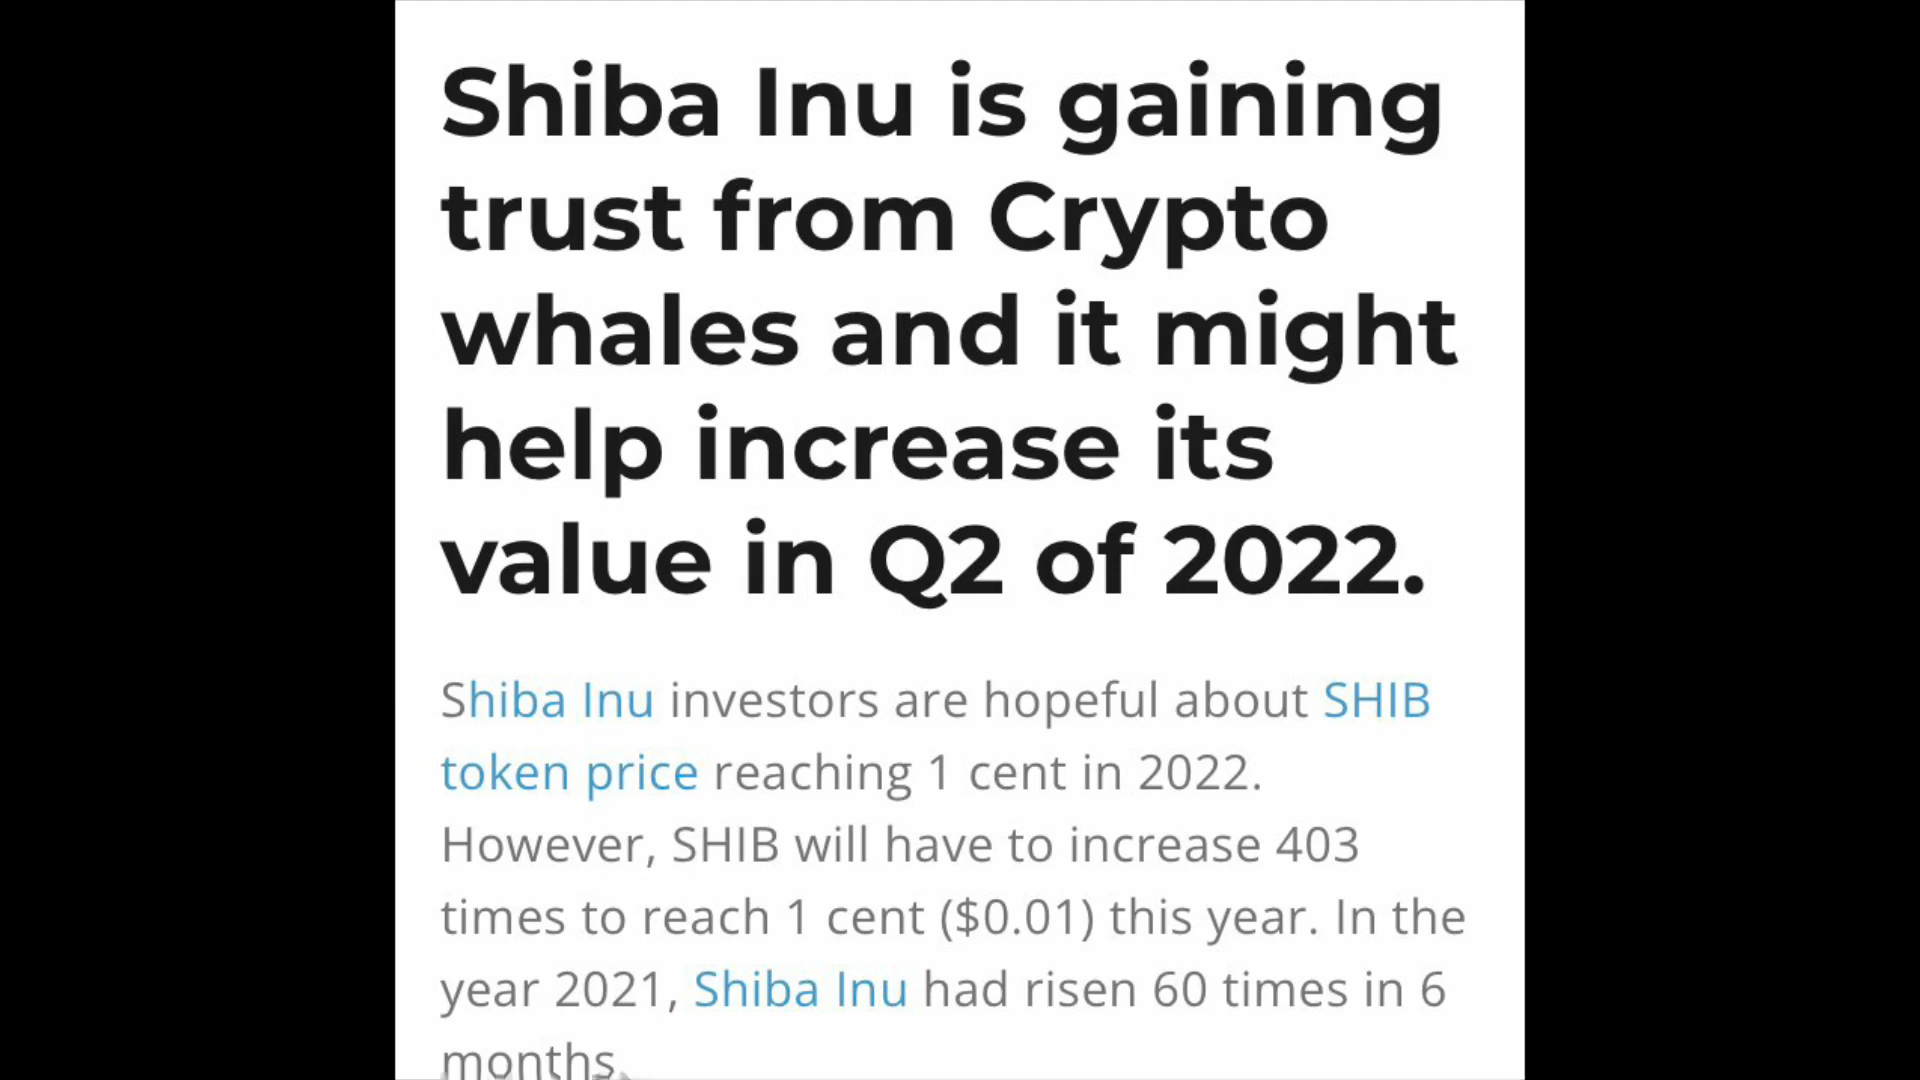 Shiba Inu is gaining
trust from Crypto
whales and it might
help increase its
value in Q2 of 2022.
Shiba Inu investors are hopeful about SHIB
token price reaching 1 cent in 2022.
However, SHIB will have to increase 403
times to reach 1 cent ($0.01) this year. In the
year 2021, Shiba Inu had risen 60 times in 6
months.